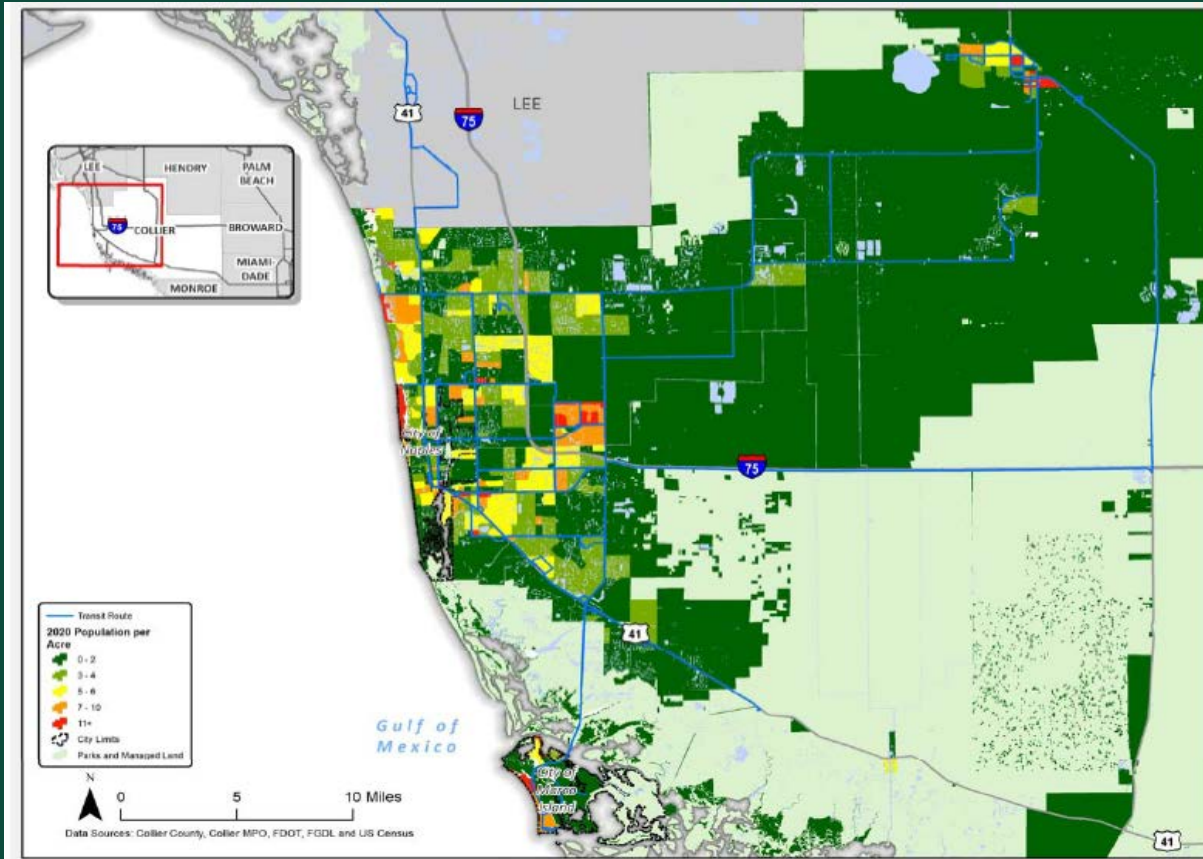 41
75
LEE
LEE
HENDRY
PALM
BEACH
75
COLLIER
BROWARD
MIAMI-
DADE
MONROE
City of
Naples
75
41
Transit Route
2020 Population per
Acre
0 - 2
3 - 4
5 - 6
7 - 10
11+
City Limits
Parks and Managed Land
Gulf of
Mexico
City of
Marco
Island
N
0 5 10 Miles
Data Sources: Collier County, Collier MPO, FDOT, FGDL and US Census
41